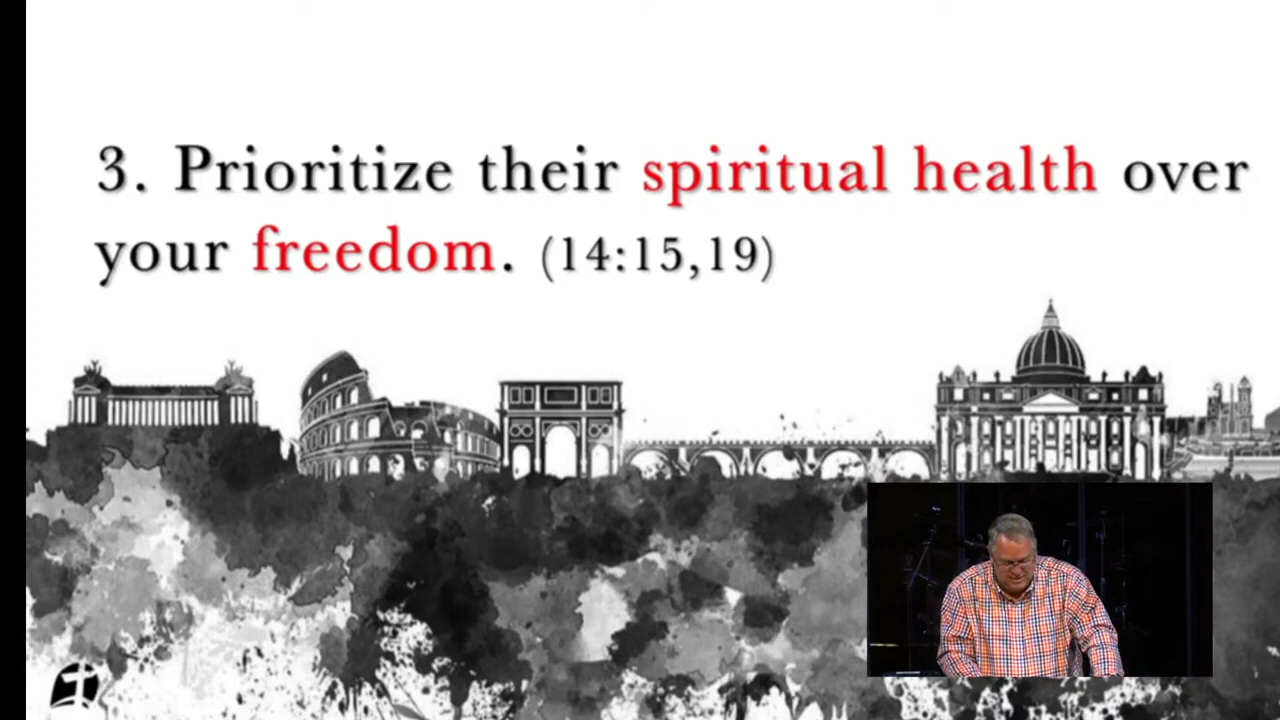 3. Prioritize their spiritual health over
your freedom. (14:15,19)